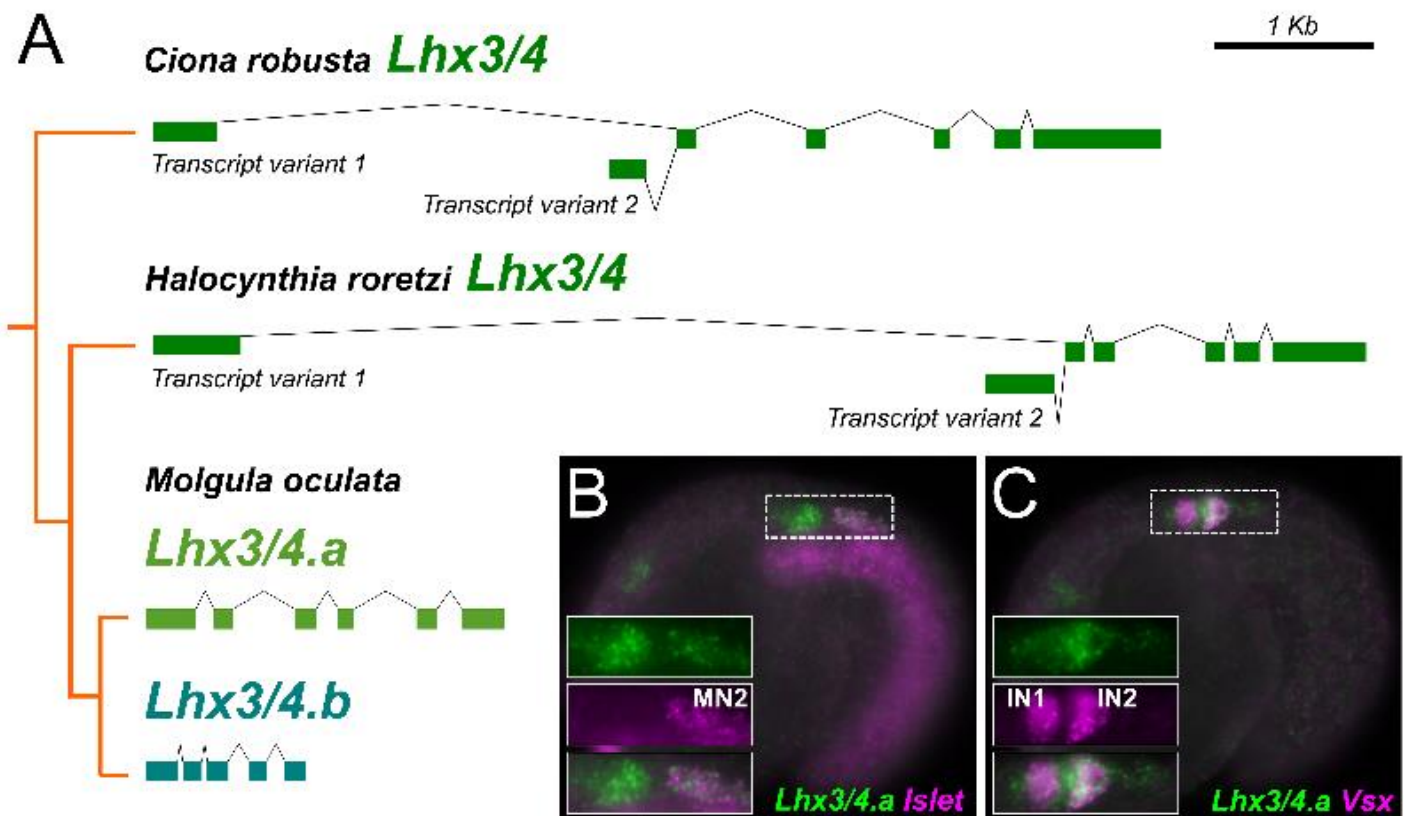 A
Ciona robusta Lhx3/4
1 Kb
Transcript variant 1
Transcript variant 2
Halocynthia roretzi Lhx3/4
Transcript variant 1
Transcript variant 2
Molgula oculata
Lhx3/4.a
Lhx3/4.b
B
MN2
Lhx3/4.a Islet
C
IN1 IN2
Lhx3/4.a Vsx